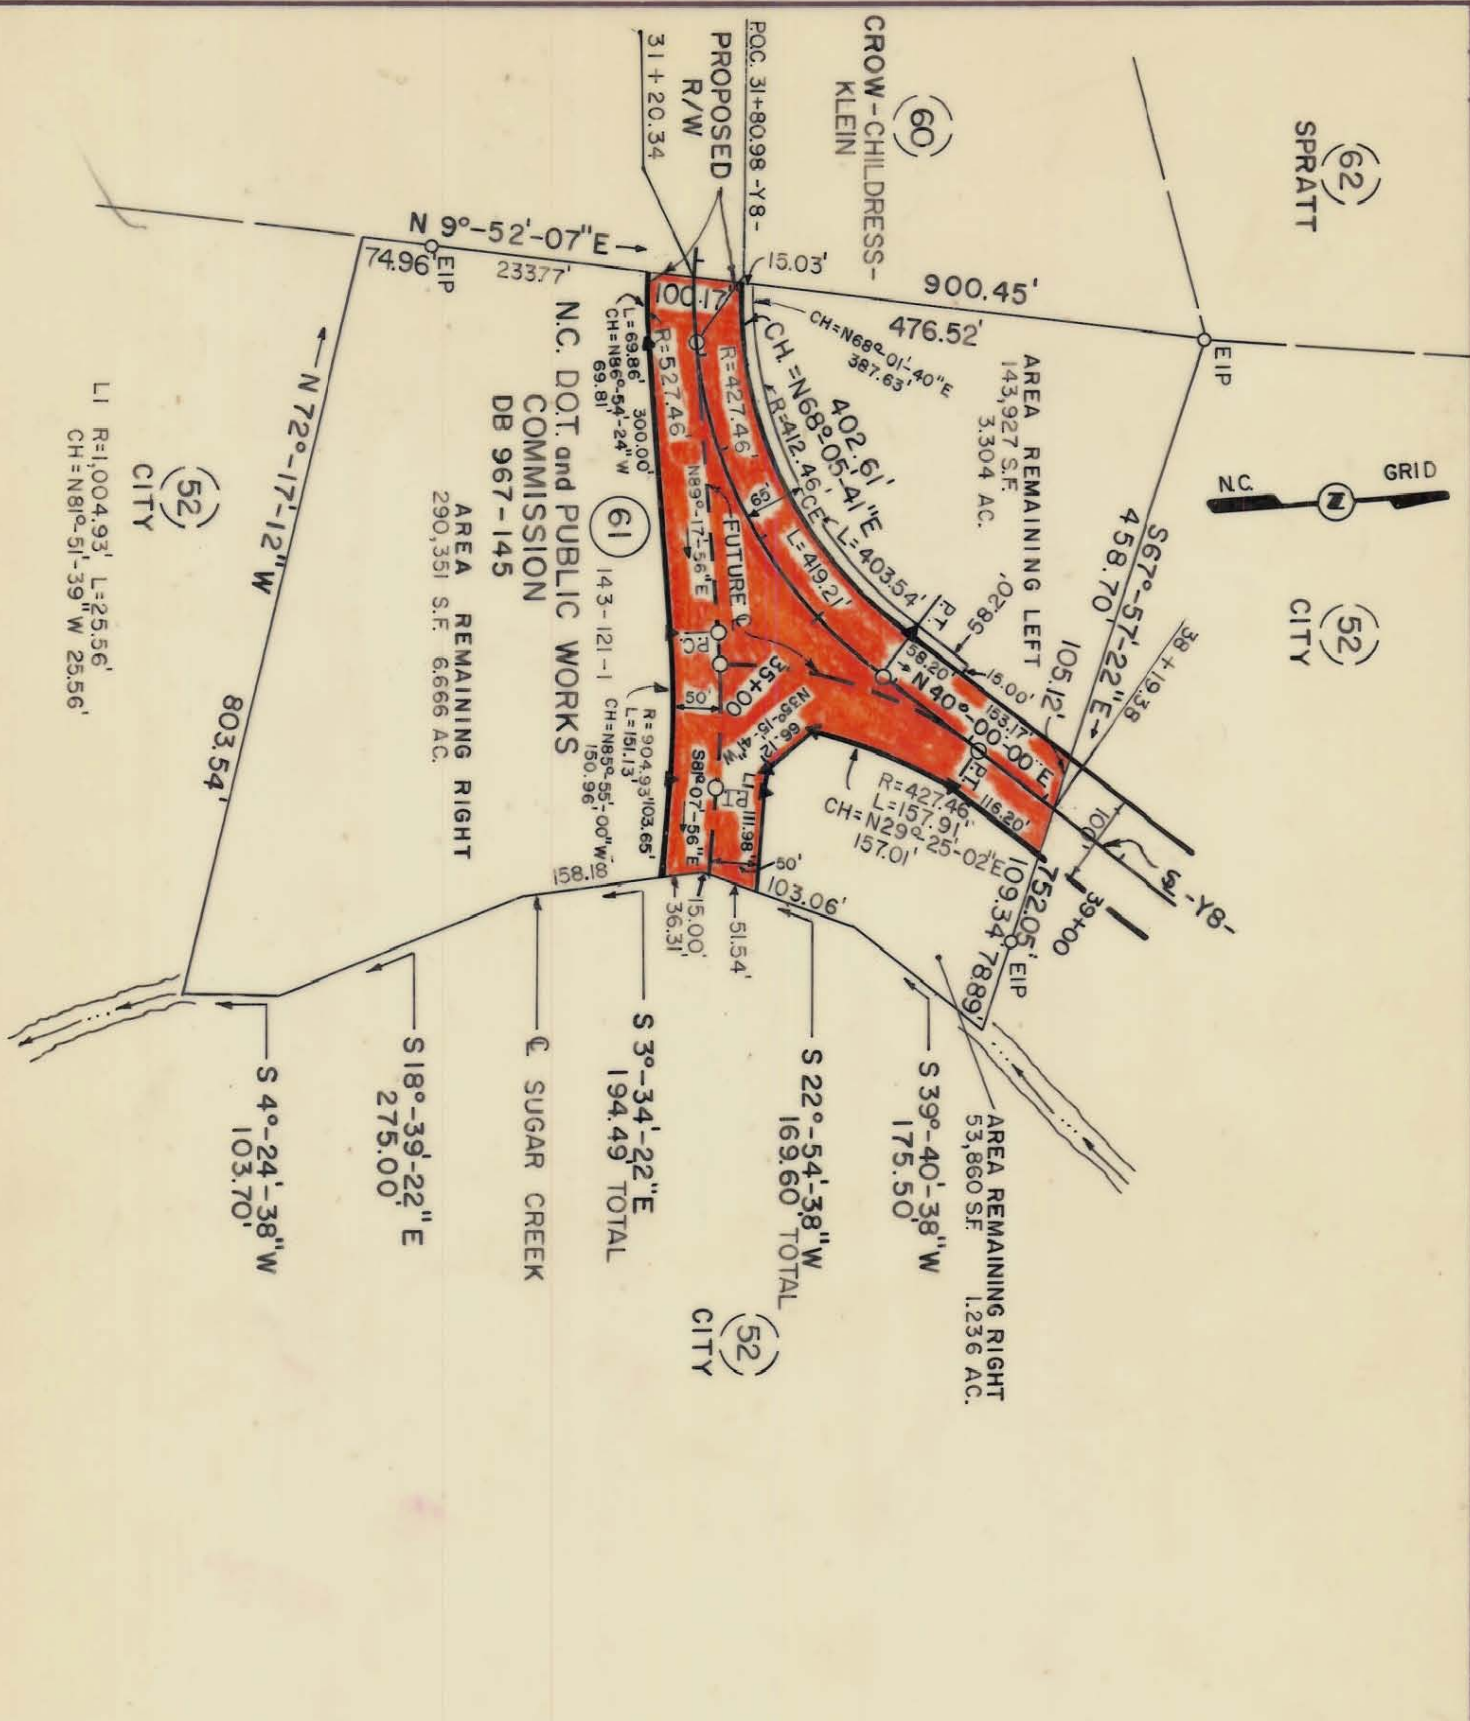 (62)
SPRATT
(52)
CITY
N.C.
N
GRID
(60)
CROW-CHILDRESS-
KLEIN
P.O.C. 31+80.98 -Y8-
PROPOSED
R/W
31+20.34
15.03'
900.45'
476.52'
EIP
CH=N68°-01'-40"E
387.63'
AREA REMAINING LEFT
143,927 S.F.
3.304 AC.
S67°-57'-22"E→
458.70'
38+19.38
105.12'
402.61'
CH.=N68°-05'-41"E
R=412.46'
L=403.54'
P.T.
58.20'
15.00'
58.20'
153.17'
N 40°-00'-00"E
P.T.
116.20'
100'
℄ -Y8-
39+00
752.05'
109.34'
78.89'
EIP
R=427.46'
L=157.91'
CH=N29°-25'-02"E
157.01'
R=427.46'
L=419.21'
FUTURE ℄
N35°-15'-4"W
66.12'
35+00
N89°-17'-56"E
P.C.
50'
L1
111.98'
S81°-07'-56"E
50'
103.06'
51.54'
15.00'
36.31'
N 9°-52'-07"E→
74.96'
EIP
233.77'
100.17'
R=527.46'
L=69.86'
CH=N86°-54'-24"W
69.81'
300.00'
(61)
143-121-1
R=904.93'
L=151.13'
CH=N85°-55'-00"W
150.96'
103.65'
N.C. D.O.T. and PUBLIC WORKS
COMMISSION
DB 967-145
AREA REMAINING RIGHT
290,351 S.F. 6.666 AC.
158.18'
←N 72°-17'-12"W
803.54'
(52)
CITY
L1 R=1,004.93' L=25.56'
CH=N81°-51'-39"W 25.56'
AREA REMAINING RIGHT
53,860 S.F. 1.236 AC.
S 39°-40'-38"W
175.50'
S 22°-54'-38"W
169.60' TOTAL
S 3°-34'-22"E
194.49' TOTAL
℄ SUGAR CREEK
S 18°-39'-22"E
275.00'
S 4°-24'-38"W
103.70'
(52)
CITY